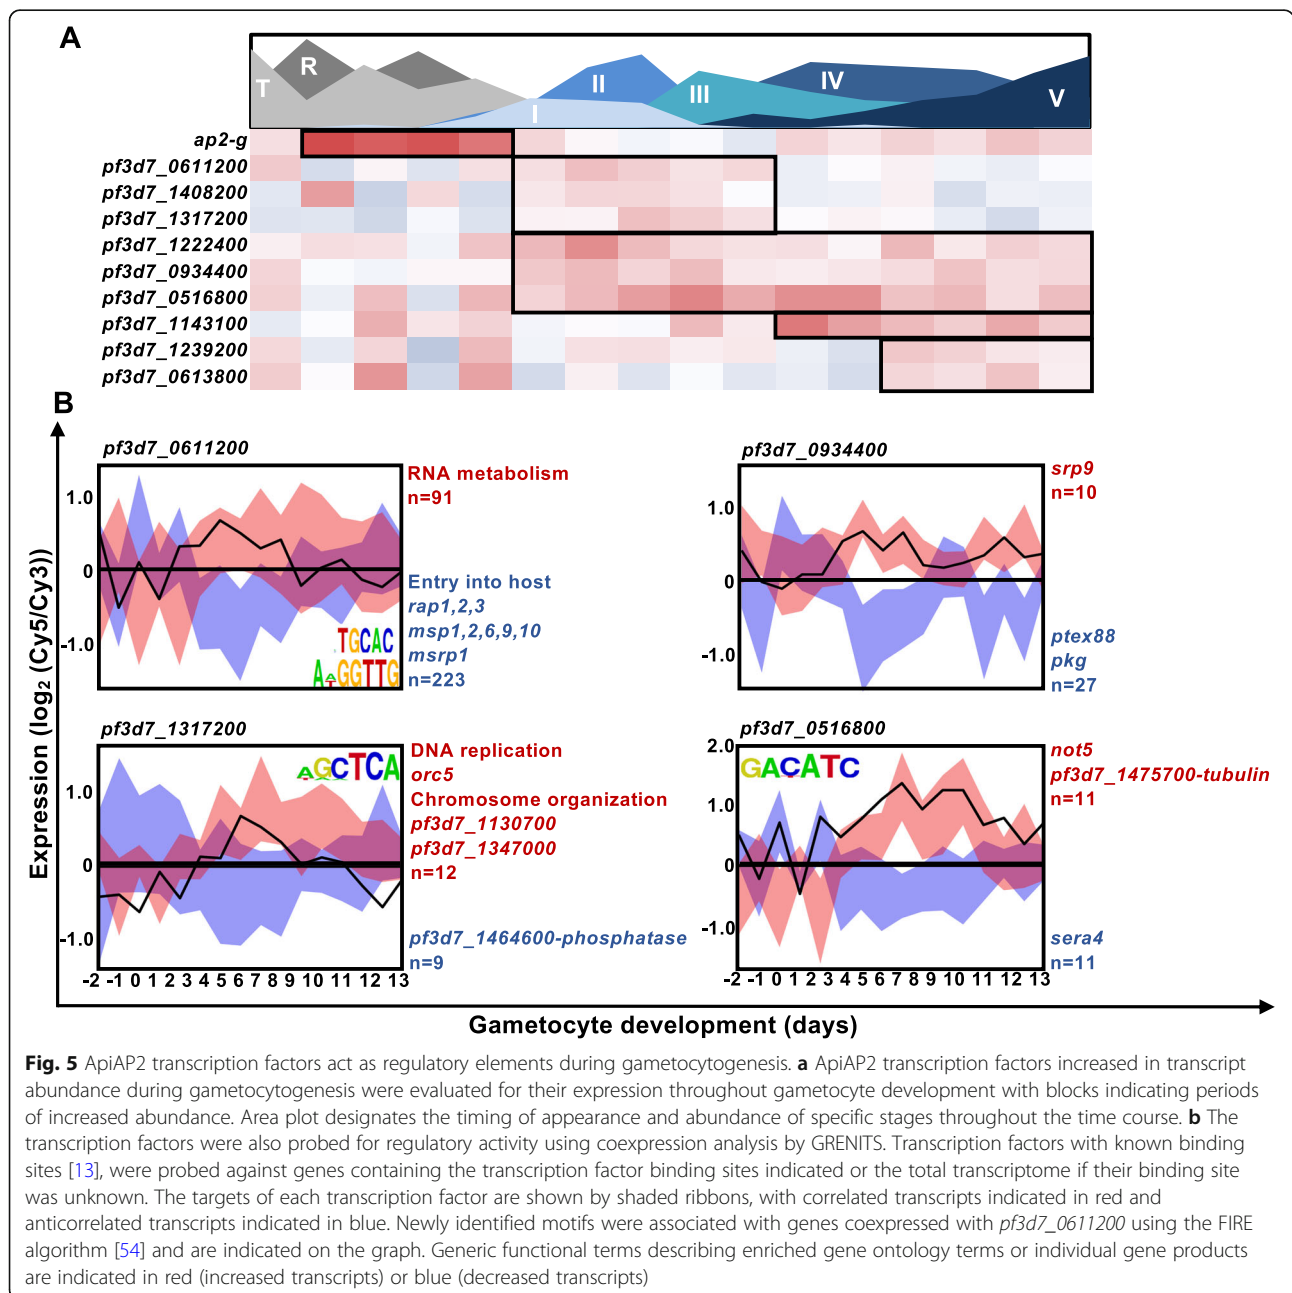 A
T
R
I
II
III
IV
V
ap2-g
pf3d7_0611200
pf3d7_1408200
pf3d7_1317200
pf3d7_1222400
pf3d7_0934400
pf3d7_0516800
pf3d7_1143100
pf3d7_1239200
pf3d7_0613800
B
Expression (log2 (Cy5/Cy3))
pf3d7_0611200
1.0
0
-1.0
RNA metabolism
n=91
Entry into host
rap1,2,3
msp1,2,6,9,10
msrp1
n=223
TGCAC
AAGGTTG
pf3d7_0934400
1.0
0
-1.0
srp9
n=10
ptex88
pkg
n=27
pf3d7_1317200
1.0
0
-1.0
AGCTCA
DNA replication
orc5
Chromosome organization
pf3d7_1130700
pf3d7_1347000
n=12
pf3d7_1464600-phosphatase
n=9
-2 -1 0 1 2 3 4 5 6 7 8 9 10 11 12 13
pf3d7_0516800
2.0
1.0
0
-1.0
GACATC
not5
pf3d7_1475700-tubulin
n=11
sera4
n=11
-2 -1 0 1 2 3 4 5 6 7 8 9 10 11 12 13
Gametocyte development (days)
Fig. 5 ApiAP2 transcription factors act as regulatory elements during gametocytogenesis. a ApiAP2 transcription factors increased in transcript
abundance during gametocytogenesis were evaluated for their expression throughout gametocyte development with blocks indicating periods
of increased abundance. Area plot designates the timing of appearance and abundance of specific stages throughout the time course. b The
transcription factors were also probed for regulatory activity using coexpression analysis by GRENITS. Transcription factors with known binding
sites [13], were probed against genes containing the transcription factor binding sites indicated or the total transcriptome if their binding site
was unknown. The targets of each transcription factor are shown by shaded ribbons, with correlated transcripts indicated in red and
anticorrelated transcripts indicated in blue. Newly identified motifs were associated with genes coexpressed with pf3d7_0611200 using the FIRE
algorithm [54] and are indicated on the graph. Generic functional terms describing enriched gene ontology terms or individual gene products
are indicated in red (increased transcripts) or blue (decreased transcripts)